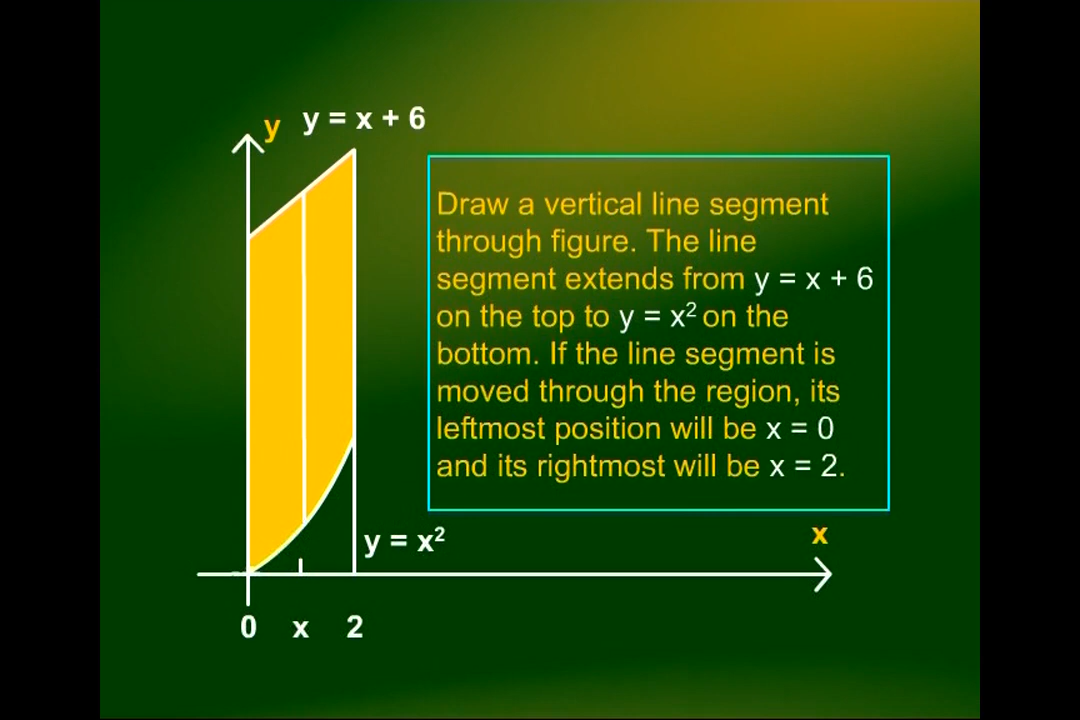 y
y = x + 6
Draw a vertical line segment
through figure. The line
segment extends from y = x + 6
on the top to y = x² on the
bottom. If the line segment is
moved through the region, its
leftmost position will be x = 0
and its rightmost will be x = 2.
y = x²
x
0 x 2